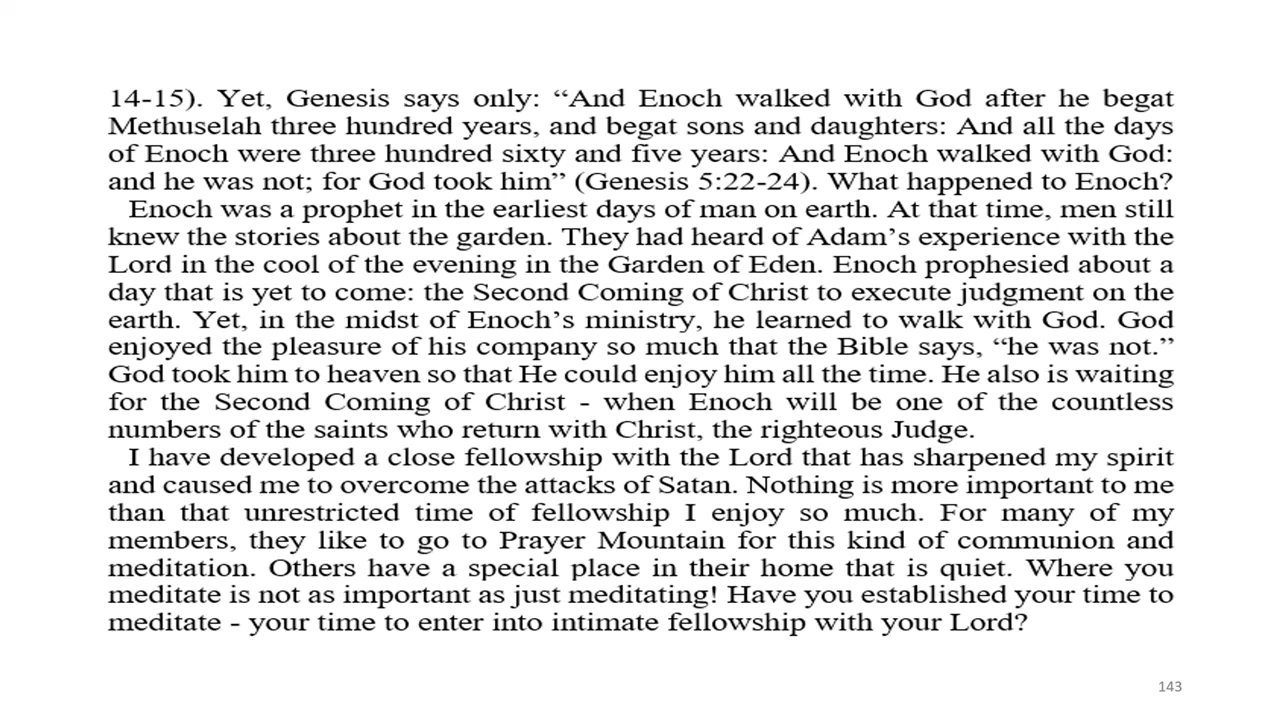 14-15). Yet, Genesis says only: “And Enoch walked with God after he begat
Methuselah three hundred years, and begat sons and daughters: And all the days
of Enoch were three hundred sixty and five years: And Enoch walked with God:
and he was not; for God took him” (Genesis 5:22-24). What happened to Enoch?
Enoch was a prophet in the earliest days of man on earth. At that time, men still
knew the stories about the garden. They had heard of Adam’s experience with the
Lord in the cool of the evening in the Garden of Eden. Enoch prophesied about a
day that is yet to come: the Second Coming of Christ to execute judgment on the
earth. Yet, in the midst of Enoch’s ministry, he learned to walk with God. God
enjoyed the pleasure of his company so much that the Bible says, “he was not.”
God took him to heaven so that He could enjoy him all the time. He also is waiting
for the Second Coming of Christ - when Enoch will be one of the countless
numbers of the saints who return with Christ, the righteous Judge.
I have developed a close fellowship with the Lord that has sharpened my spirit
and caused me to overcome the attacks of Satan. Nothing is more important to me
than that unrestricted time of fellowship I enjoy so much. For many of my
members, they like to go to Prayer Mountain for this kind of communion and
meditation. Others have a special place in their home that is quiet. Where you
meditate is not as important as just meditating! Have you established your time to
meditate - your time to enter into intimate fellowship with your Lord?
143